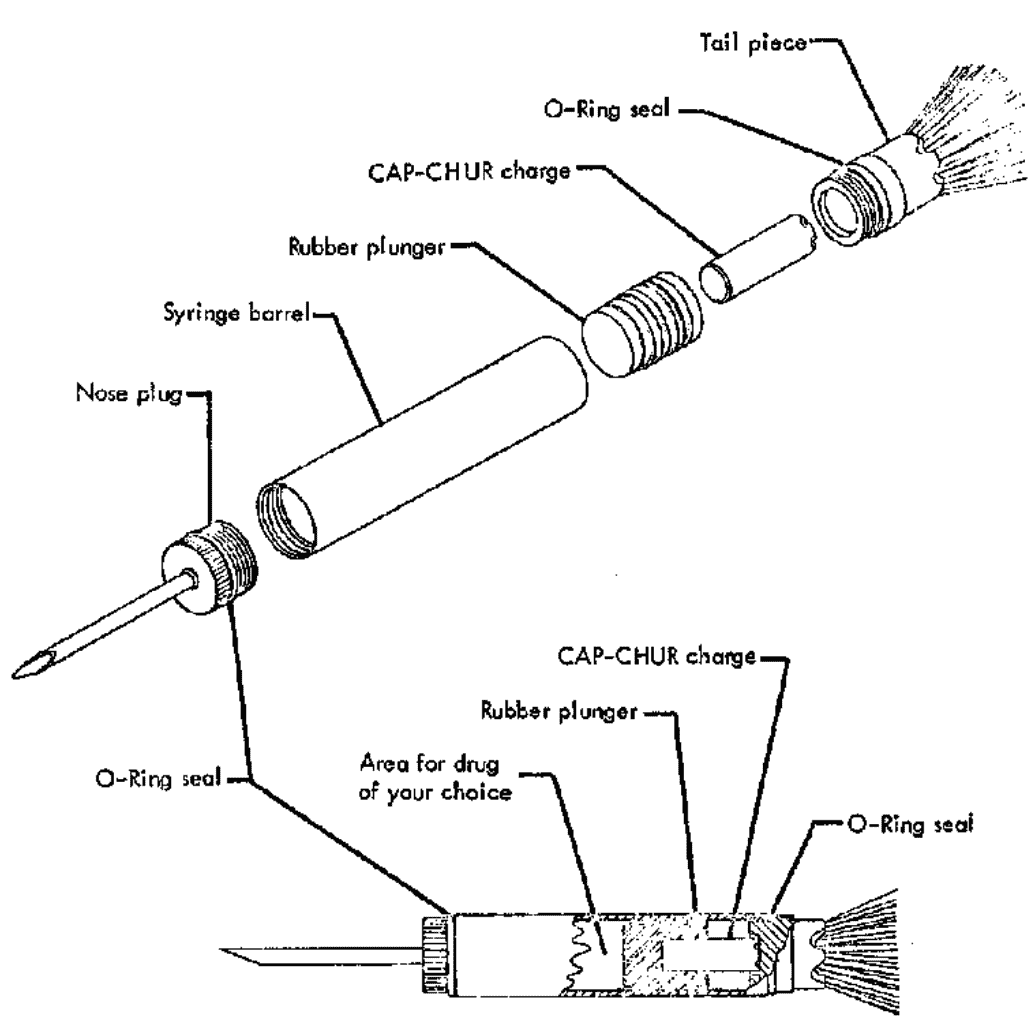 Tail piece
O-Ring seal
CAP-CHUR charge
Rubber plunger
Syringe barrel
Nose plug
CAP-CHUR charge
Rubber plunger
Area for drug
of your choice
O-Ring seal
O-Ring seal